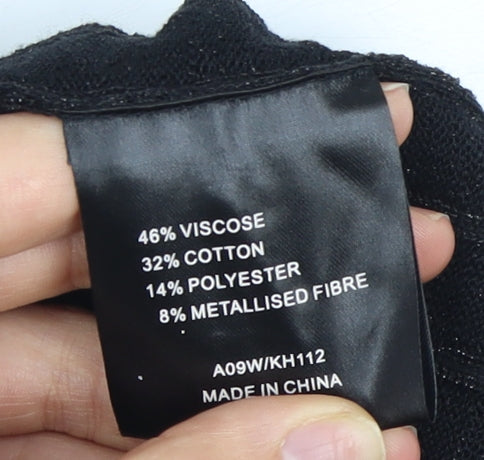 46% VISCOSE
32% COTTON
14% POLYESTER
8% METALLISED FIBRE
A09W/KH112
MADE IN CHINA